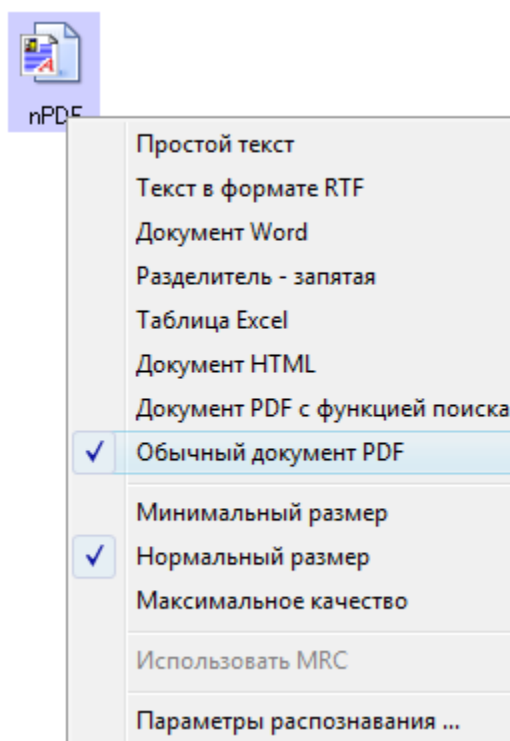 nPDF
Простой текст
Текст в формате RTF
Документ Word
Разделитель - запятая
Таблица Excel
Документ HTML
Документ PDF с функцией поиска
Обычный документ PDF
Минимальный размер
Нормальный размер
Максимальное качество
Использовать MRC
Параметры распознавания ...